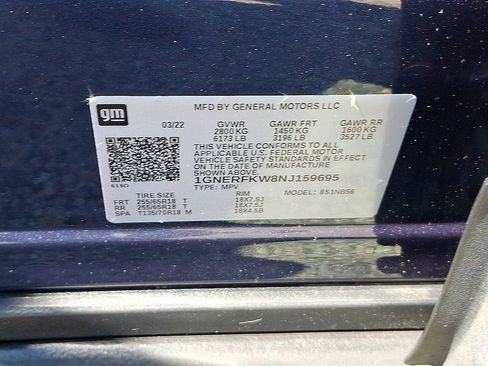 gm
MFD BY GENERAL MOTORS LLC
03/22 GVWR GAWR FRT GAWR RR
2800 KG 1450 KG 1600 KG
6173 LB 3196 LB 3527 LB
THIS VEHICLE CONFORMS TO ALL
APPLICABLE U.S. FEDERAL MOTOR
VEHICLE SAFETY STANDARDS IN EFFECT ON
THE DATE OF MANUFACTURE SHOWN ABOVE.
1GNERFKW8NJ159695
619D TYPE: MPV MODEL: 851NB56
TIRE SIZE RIM
FRT 255/65R18 T 18X7.5J
RR 255/65R18 T 18X7.5J
SPA T135/70R18 M 18X4.5B